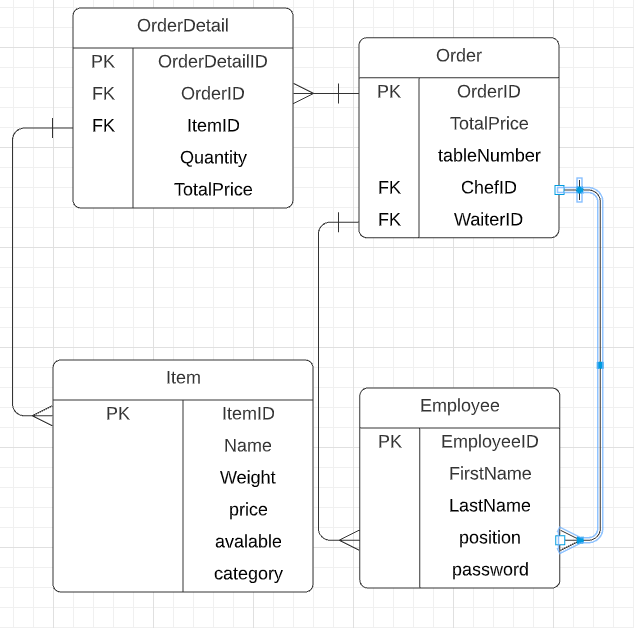 OrderDetail
PK OrderDetailID
FK OrderID
FK ItemID
Quantity
TotalPrice
Order
PK OrderID
TotalPrice
tableNumber
FK ChefID
FK WaiterID
Item
PK ItemID
Name
Weight
price
avalable
category
Employee
PK EmployeeID
FirstName
LastName
position
password